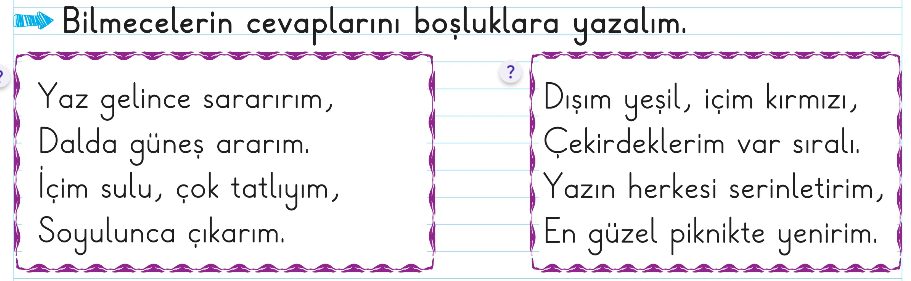 Bilmecelerin cevaplarını boşluklara yazalım.
?
Yaz gelince sararırım,
Dalda güneş ararım.
İçim sulu, çok tatlıyım,
Soyulunca çıkarım.
?
Dışım yeşil, içim kırmızı,
Çekirdeklerim var sıralı.
Yazın herkesi serinletirim,
En güzel piknikte yenirim.